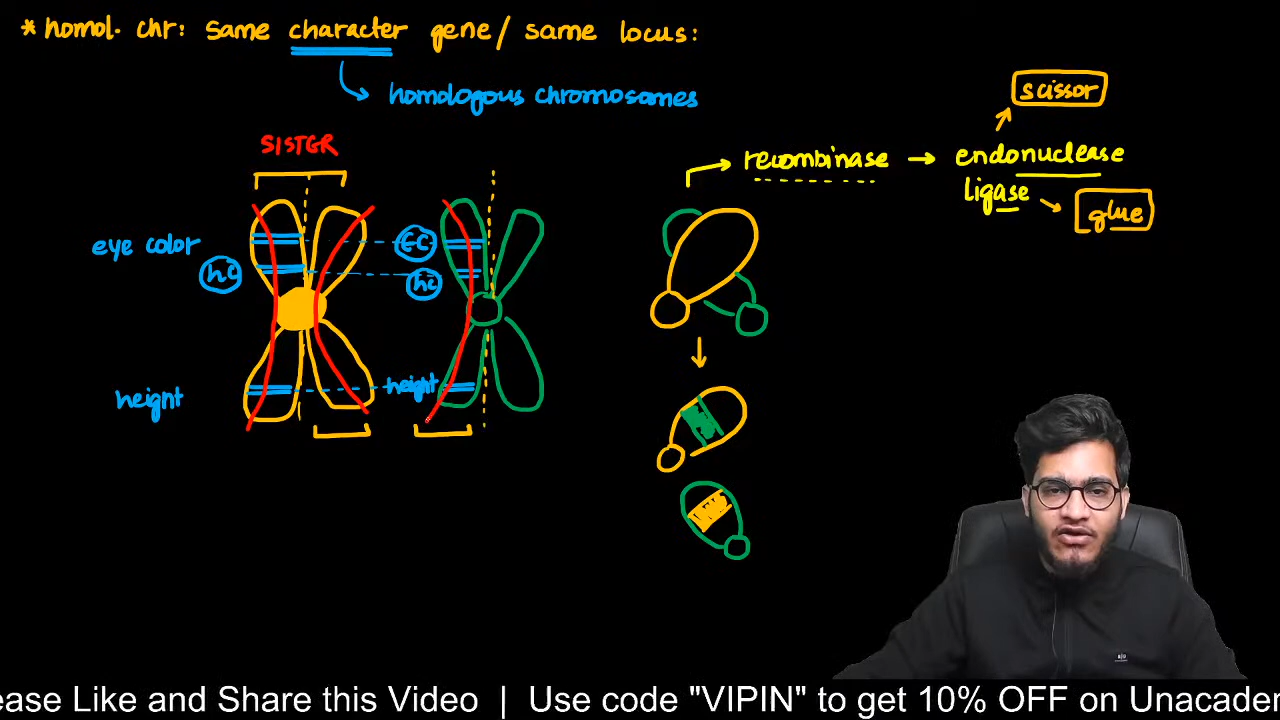 * homol. chr: same character gene/ same locus:
homologous chromosomes
scissor
SISTER
recombinase → endonuclease
ligase
glue
eye color
EC
hc
hc
height
height
ease Like and Share this Video | Use code "VIPIN" to get 10% OFF on Unacader